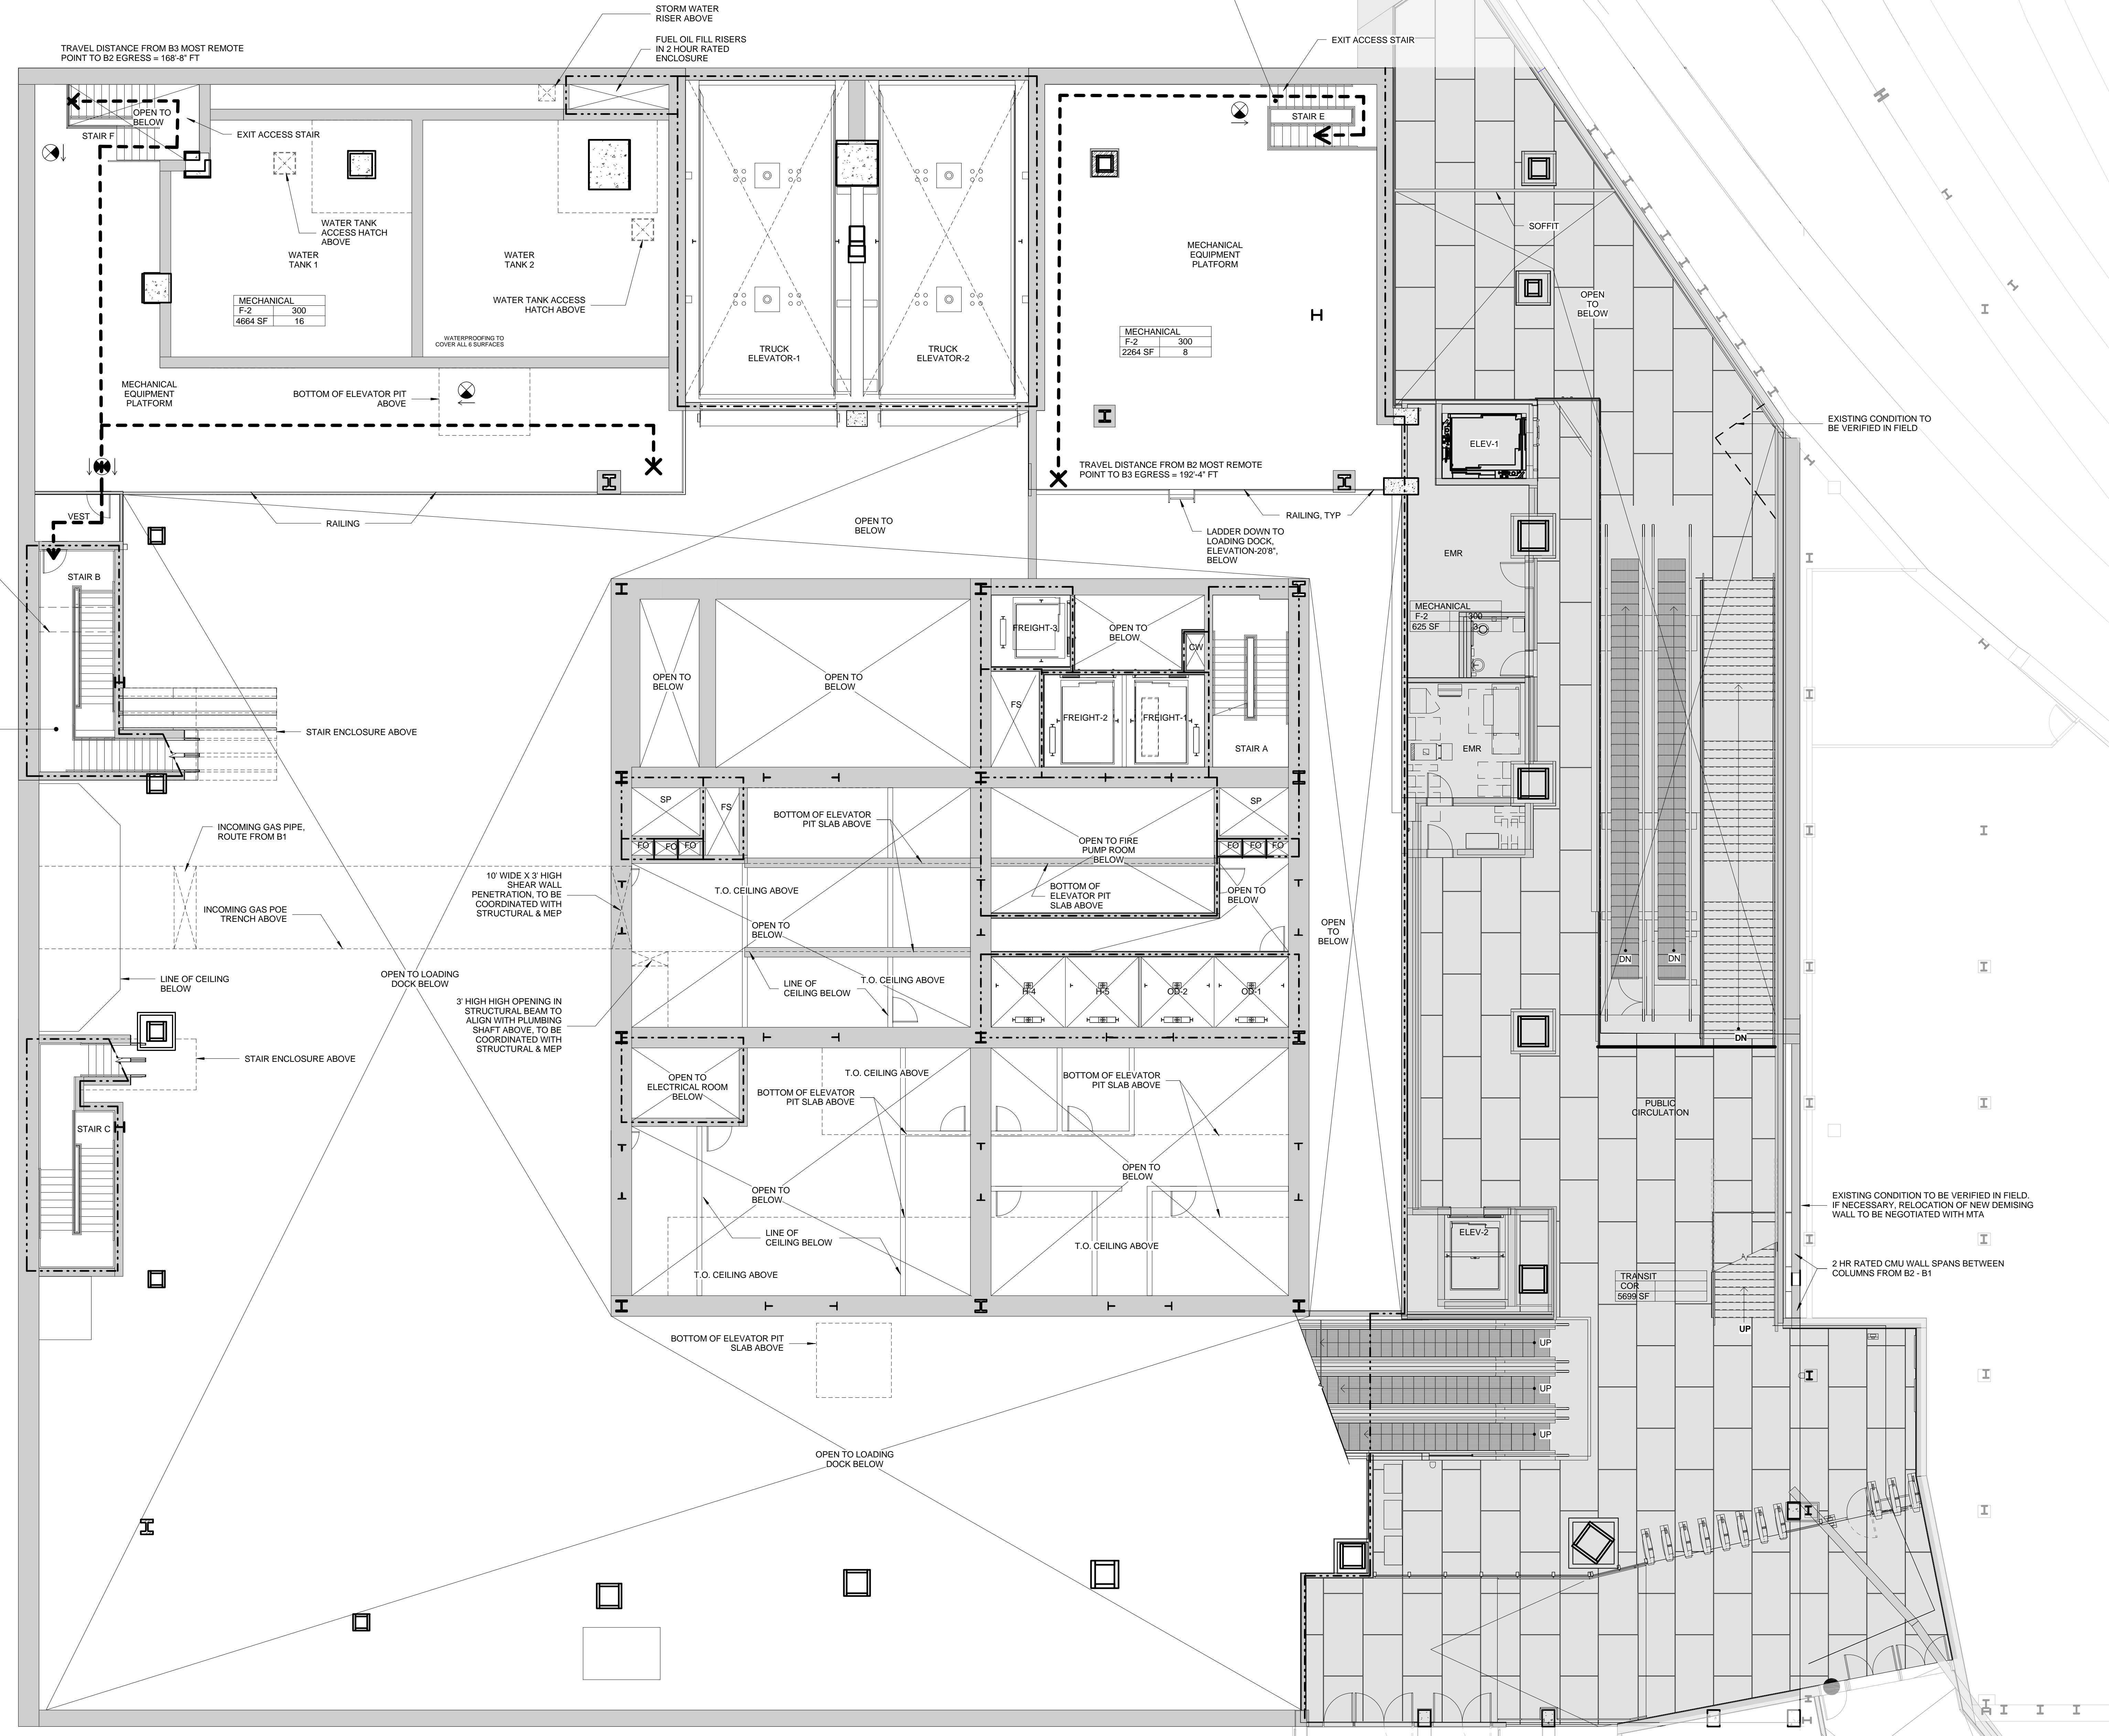 STORM WATER
RISER ABOVE
FUEL OIL FILL RISERS
IN 2 HOUR RATED
ENCLOSURE
TRAVEL DISTANCE FROM B3 MOST REMOTE
POINT TO B2 EGRESS = 168'-8" FT
EXIT ACCESS STAIR
OPEN TO
BELOW
STAIR F
EXIT ACCESS STAIR
STAIR E
WATER TANK
ACCESS HATCH
ABOVE
WATER
TANK 1
WATER
TANK 2
WATER TANK ACCESS
HATCH ABOVE
MECHANICAL
F-2 300
4664 SF 16
WATERPROOFING TO
COVER ALL 6 SURFACES
MECHANICAL
EQUIPMENT
PLATFORM
BOTTOM OF ELEVATOR PIT
ABOVE
TRUCK
ELEVATOR-1
TRUCK
ELEVATOR-2
MECHANICAL
EQUIPMENT
PLATFORM
MECHANICAL
F-2 300
2264 SF 8
SOFFIT
OPEN
TO
BELOW
EXISTING CONDITION TO
BE VERIFIED IN FIELD
ELEV-1
TRAVEL DISTANCE FROM B2 MOST REMOTE
POINT TO B3 EGRESS = 192'-4" FT
VEST
RAILING
OPEN TO
BELOW
RAILING, TYP
LADDER DOWN TO
LOADING DOCK,
ELEVATION-20'8",
BELOW
EMR
STAIR B
MECHANICAL
F-2 300
625 SF 3
FREIGHT-3
OPEN TO
BELOW
CW
OPEN TO
BELOW
OPEN TO
BELOW
FS
FREIGHT-2
FREIGHT-1
STAIR A
EMR
STAIR ENCLOSURE ABOVE
SP
FS
BOTTOM OF ELEVATOR
PIT SLAB ABOVE
SP
INCOMING GAS PIPE,
ROUTE FROM B1
FO
FO
FO
OPEN TO FIRE
PUMP ROOM
BELOW
FO
FO
FO
10' WIDE X 3' HIGH
SHEAR WALL
PENETRATION, TO BE
COORDINATED WITH
STRUCTURAL & MEP
T.O. CEILING ABOVE
BOTTOM OF
ELEVATOR PIT
SLAB ABOVE
OPEN TO
BELOW
INCOMING GAS POE
TRENCH ABOVE
OPEN TO
BELOW
OPEN
TO
BELOW
LINE OF CEILING
BELOW
OPEN TO LOADING
DOCK BELOW
LINE OF
CEILING BELOW
T.O. CEILING ABOVE
H-4
H-5
OD-2
OD-1
DN
DN
3' HIGH HIGH OPENING IN
STRUCTURAL BEAM TO
ALIGN WITH PLUMBING
SHAFT ABOVE, TO BE
COORDINATED WITH
STRUCTURAL & MEP
DN
STAIR ENCLOSURE ABOVE
OPEN TO
ELECTRICAL ROOM
BELOW
T.O. CEILING ABOVE
BOTTOM OF ELEVATOR
PIT SLAB ABOVE
BOTTOM OF ELEVATOR
PIT SLAB ABOVE
PUBLIC
CIRCULATION
STAIR C
OPEN TO
BELOW
OPEN TO
BELOW
EXISTING CONDITION TO BE VERIFIED IN FIELD.
IF NECESSARY, RELOCATION OF NEW DEMISING
WALL TO BE NEGOTIATED WITH MTA
ELEV-2
LINE OF
CEILING BELOW
T.O. CEILING ABOVE
T.O. CEILING ABOVE
2 HR RATED CMU WALL SPANS BETWEEN
COLUMNS FROM B2 - B1
TRANSIT
COR
5699 SF
UP
BOTTOM OF ELEVATOR PIT
SLAB ABOVE
UP
UP
UP
OPEN TO LOADING
DOCK BELOW